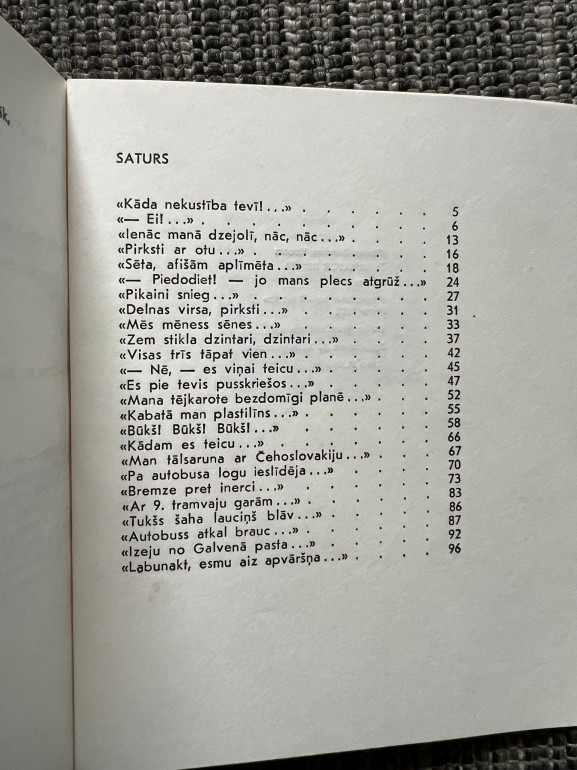 āk,
SATURS
«Kāda nekustība tevī!...» . . . . . . 5
«— Ei!...» . . . . . . . . 6
«Ienāc manā dzejolī, nāc, nāc...» . . . . 13
«Pirksti ar otu...» . . . . . . . 16
«Sēta, afišām aplīmēta...» . . . . . 18
«— Piedodiet! — jo mans plecs atgrūž...» 24
«Pikaini snieg...» . . . . . . . 27
«Delnas virsa, pirksti...» . . . . . . 31
«Mēs mēness sēnes...» . . . . . . 33
«Zem stikla dzintari, dzintari...» . . . . 37
«Visas trīs tāpat vien...» . . . . . . 42
«— Nē, — es viņai teicu...» . . . . . 45
«Es pie tevis pusskriešos...» . . . . . 47
«Mana tējkarote bezdomīgi planē...» . . . 52
«Kabatā man plastilīns...» . . . . . 55
«Būkš! Būkš! Būkš!...» . . . . . . 58
«Kādam es teicu...» . . . . . . . 66
«Man tālsaruna ar Čehoslovakiju...» . . . 67
«Pa autobusa logu ieslīdēja...» . . . . 70
«Bremze pret inerci...» . . . . . . 73
«Ar 9. tramvaju garām...» . . . . . 83
«Tukšs šaha lauciņš blāv...» . . . . . 86
«Autobuss atkal brauc...» . . . . . 87
«Izeju no Galvenā pasta...» . . . . . 92
«Labunakt, esmu aiz apvāršņa...» . . . . 96